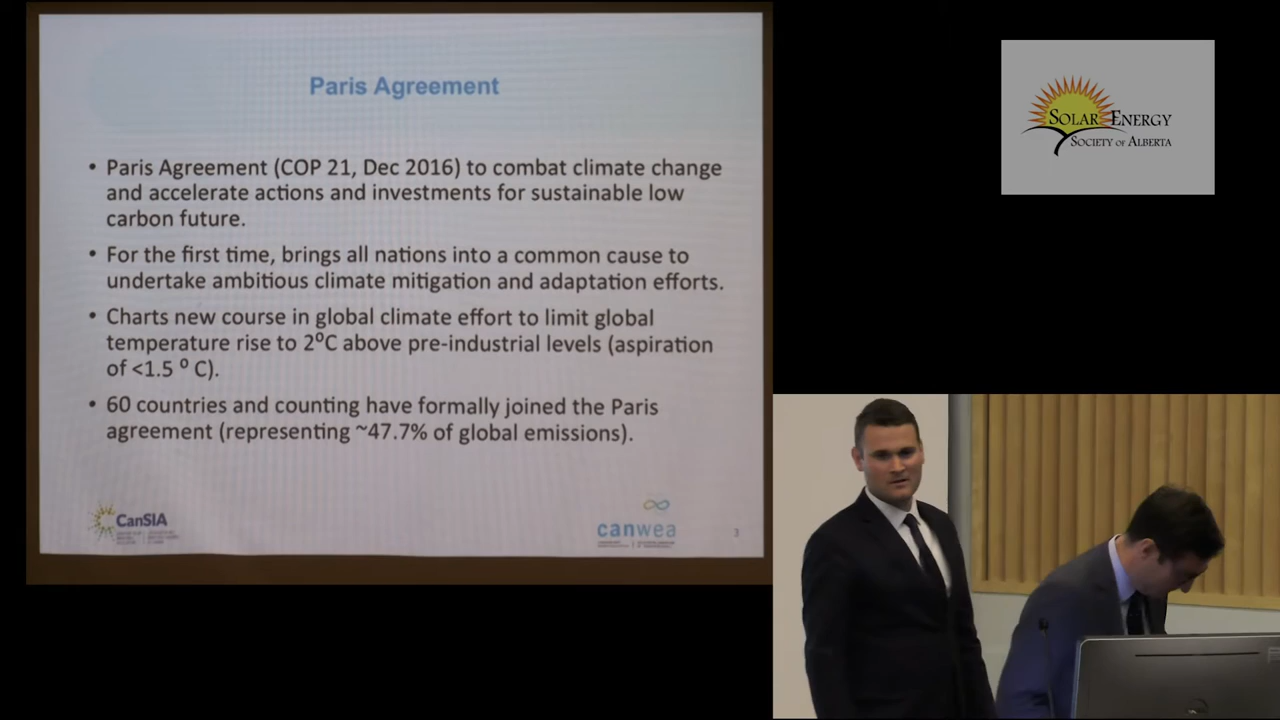 Paris Agreement
• Paris Agreement (COP 21, Dec 2016) to combat climate change
and accelerate actions and investments for sustainable low
carbon future.
• For the first time, brings all nations into a common cause to
undertake ambitious climate mitigation and adaptation efforts.
• Charts new course in global climate effort to limit global
temperature rise to 2⁰C above pre-industrial levels (aspiration
of <1.5 ⁰ C).
• 60 countries and counting have formally joined the Paris
agreement (representing ~47.7% of global emissions).
CanSIA
canwea
3
SOLAR ENERGY
SOCIETY OF ALBERTA